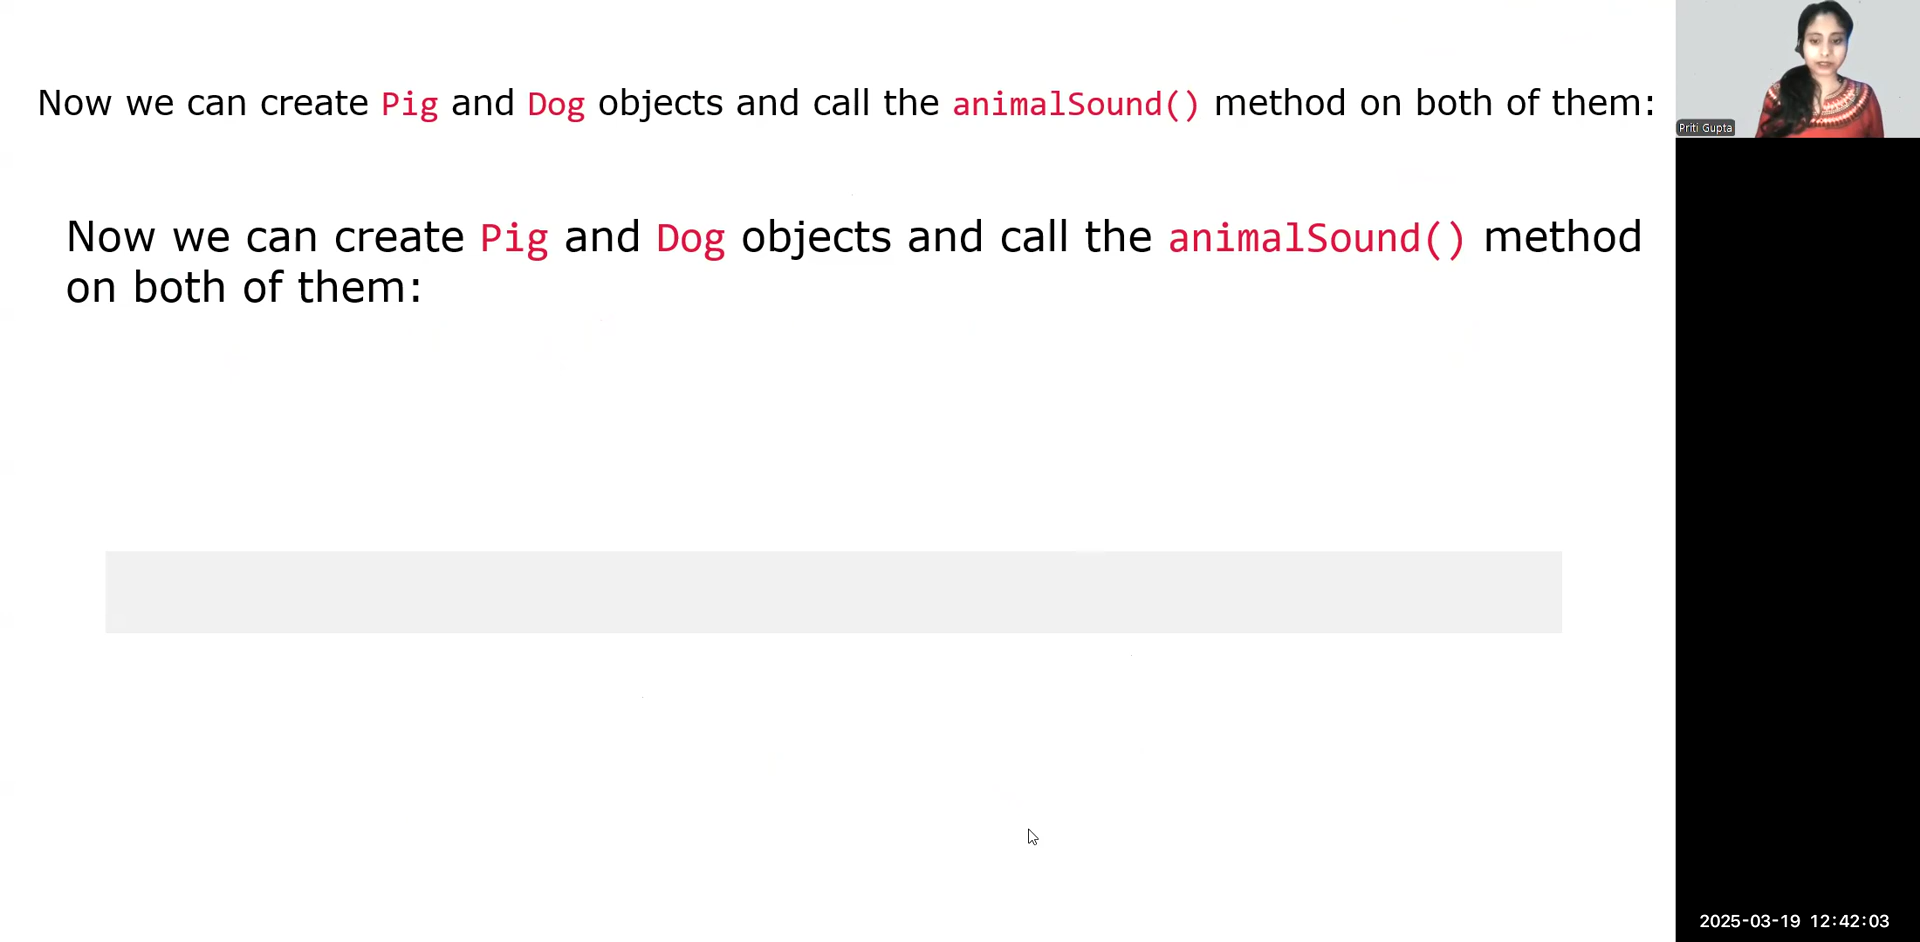 Now we can create Pig and Dog objects and call the animalSound() method on both of them:
Priti Gupta
Now we can create Pig and Dog objects and call the animalSound() method
on both of them:
2025-03-19 12:42:03